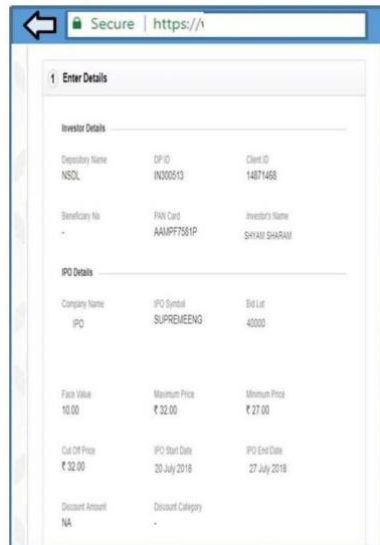 Secure | https://
1 Enter Details
Investor Details
Depository Name DP ID Client ID
NSDL IN300513 14871468
Beneficiary No PAN Card Investor's Name
- AAMPF7581P SHYAM SHARAM
IPO Details
Company Name IPO Symbol Bid Lot
IPO SUPREMEENG 40000
Face Value Maximum Price Minimum Price
10.00 ₹ 32.00 ₹ 27.00
Cut Off Price IPO Start Date IPO End Date
₹ 32.00 20 July 2018 27 July 2018
Discount Amount Discount Category
NA -